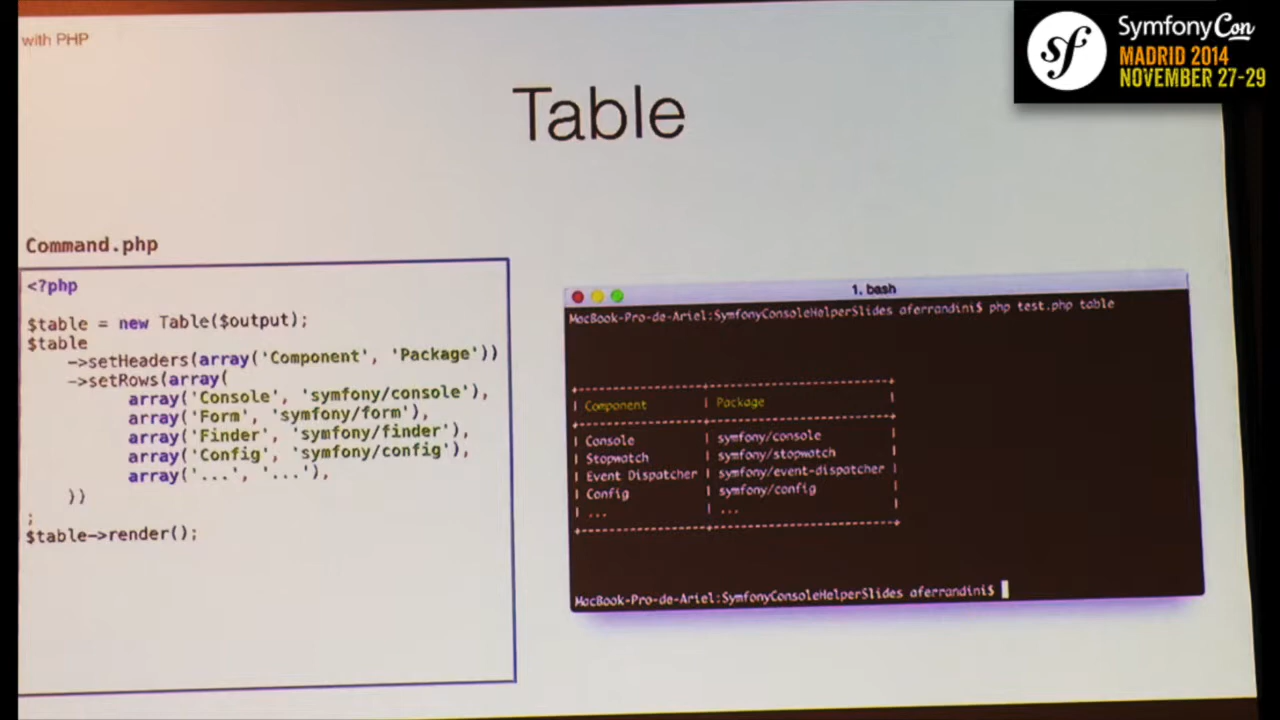 with PHP
SymfonyCon
MADRID 2014
NOVEMBER 27-29
sf
Table
Command.php
<?php
$table = new Table($output);
$table
->setHeaders(array('Component', 'Package'))
->setRows(array(
array('Console', 'symfony/console'),
array('Form', 'symfony/form'),
array('Finder', 'symfony/finder'),
array('Config', 'symfony/config'),
array('...', '...'),
))
;
$table->render();
1. bash
MacBook-Pro-de-Ariel:SymfonyConsoleHelperSlides aferrandini$ php test.php table
+---------------+------------------------+
| Component | Package |
+---------------+------------------------+
| Console | symfony/console |
| Stopwatch | symfony/stopwatch |
| Event Dispatcher | symfony/event-dispatcher |
| Config | symfony/config |
| ... | ... |
+---------------+------------------------+
MacBook-Pro-de-Ariel:SymfonyConsoleHelperSlides aferrandini$